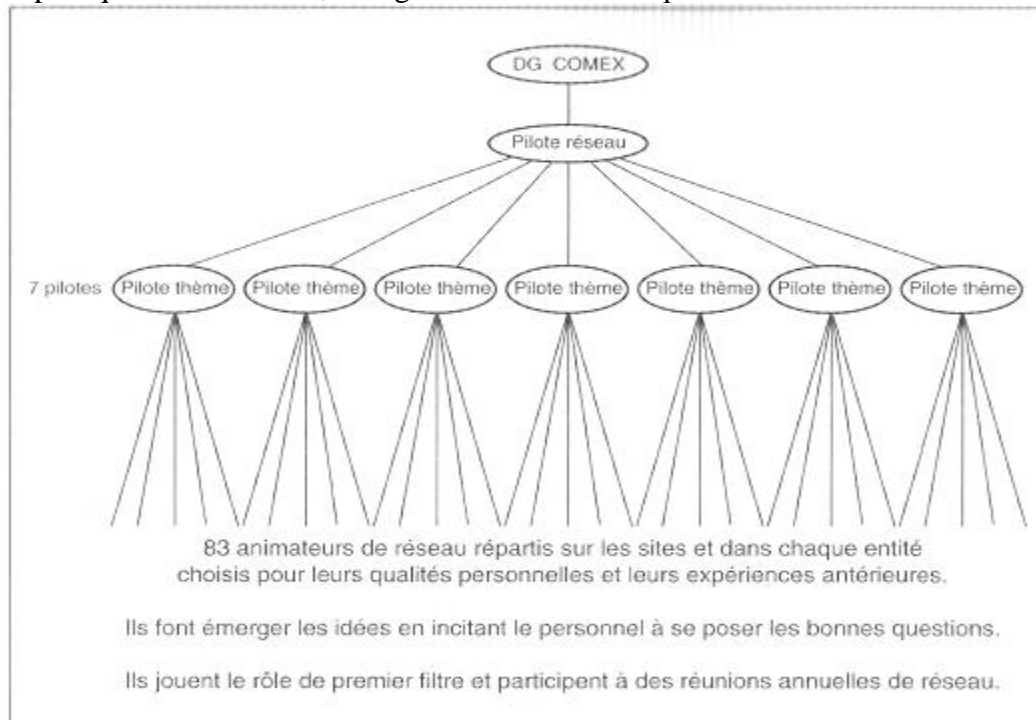 DG COMEX
Pilote réseau
7 pilotes Pilote thème Pilote thème Pilote thème Pilote thème Pilote thème Pilote thème Pilote thème
83 animateurs de réseau répartis sur les sites et dans chaque entité
choisis pour leurs qualités personnelles et leurs expériences antérieures.
Ils font émerger les idées en incitant le personnel à se poser les bonnes questions.
Ils jouent le rôle de premier filtre et participent à des réunions annuelles de réseau.